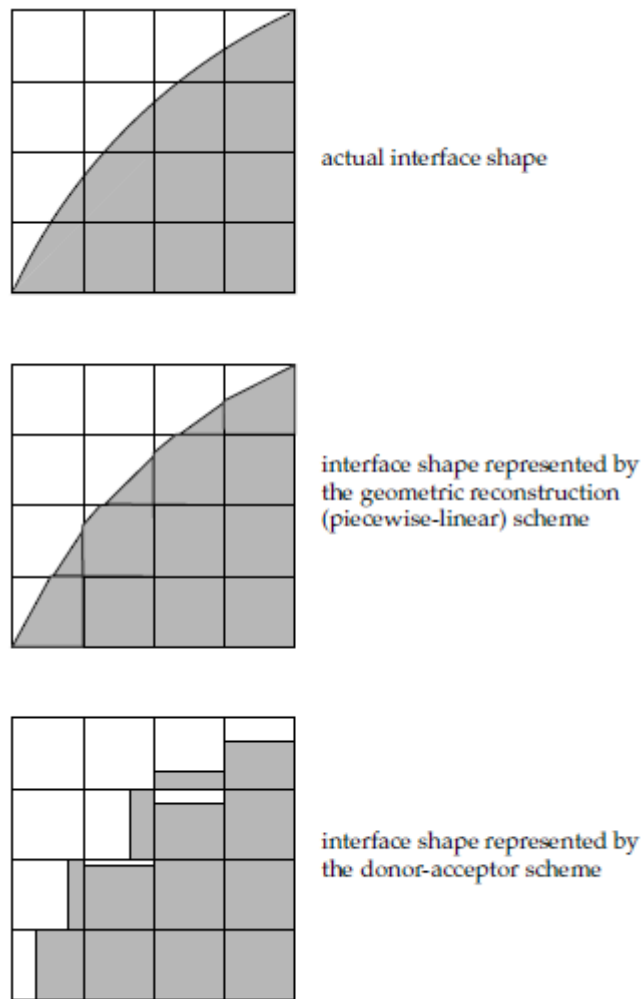 actual interface shape
interface shape represented by
the geometric reconstruction
(piecewise-linear) scheme
interface shape represented by
the donor-acceptor scheme